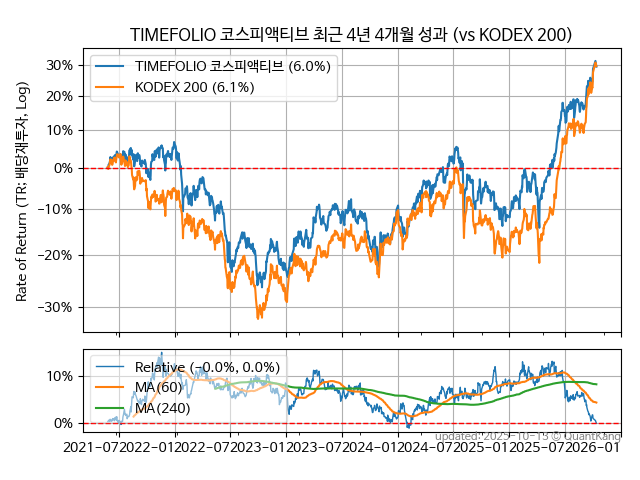 TIMEFOLIO 코스피액티브 최근 4년 4개월 성과 (vs KODEX 200)
Rate of Return (TR: 배당재투자, Log)
30%
20%
10%
0%
−10%
−20%
−30%
TIMEFOLIO 코스피액티브 (6.0%)
KODEX 200 (6.1%)
10%
0%
Relative (−0.0%, 0.0%)
MA(60)
MA(240)
2021-07 2022-01 2022-07 2023-01 2023-07 2024-01 2024-07 2025-01 2025-07 2026-01